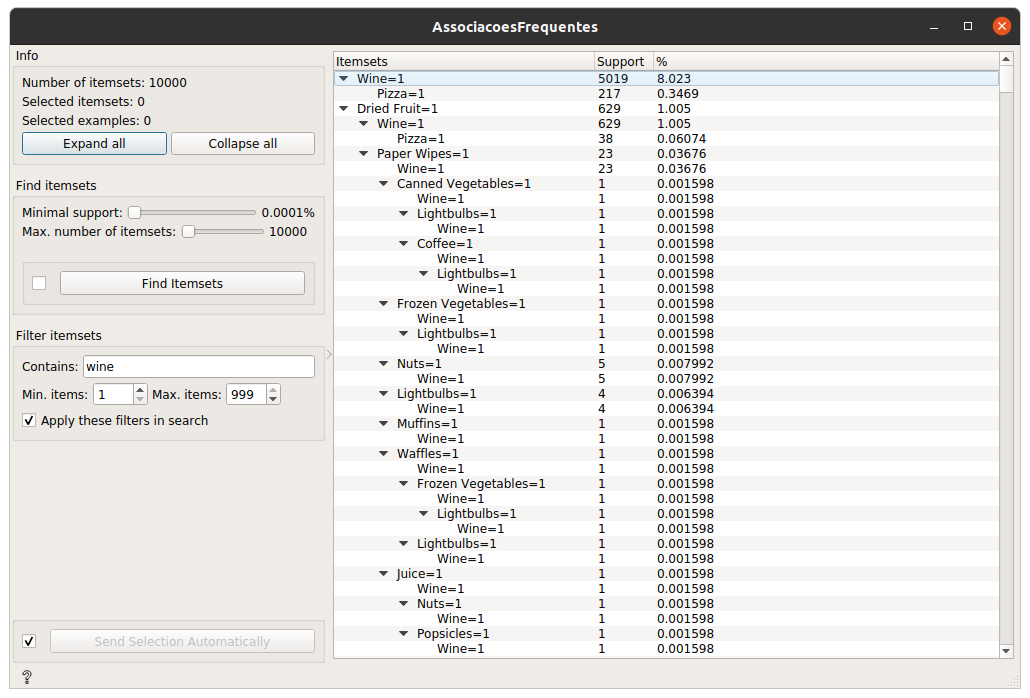 AssociacoesFrequentes
Info
Number of itemsets: 10000
Selected itemsets: 0
Selected examples: 0
Expand all Collapse all
Find itemsets
Minimal support: 0.0001%
Max. number of itemsets: 10000
Find Itemsets
Filter itemsets
Contains: wine
Min. items: 1 Max. items: 999
Apply these filters in search
Send Selection Automatically
?
Itemsets Support %
Wine=1 5019 8.023
Pizza=1 217 0.3469
Dried Fruit=1 629 1.005
Wine=1 629 1.005
Pizza=1 38 0.06074
Paper Wipes=1 23 0.03676
Wine=1 23 0.03676
Canned Vegetables=1 1 0.001598
Wine=1 1 0.001598
Lightbulbs=1 1 0.001598
Wine=1 1 0.001598
Coffee=1 1 0.001598
Wine=1 1 0.001598
Lightbulbs=1 1 0.001598
Wine=1 1 0.001598
Frozen Vegetables=1 1 0.001598
Wine=1 1 0.001598
Lightbulbs=1 1 0.001598
Wine=1 1 0.001598
Nuts=1 5 0.007992
Wine=1 5 0.007992
Lightbulbs=1 4 0.006394
Wine=1 4 0.006394
Muffins=1 1 0.001598
Wine=1 1 0.001598
Waffles=1 1 0.001598
Wine=1 1 0.001598
Frozen Vegetables=1 1 0.001598
Wine=1 1 0.001598
Lightbulbs=1 1 0.001598
Wine=1 1 0.001598
Lightbulbs=1 1 0.001598
Wine=1 1 0.001598
Juice=1 1 0.001598
Wine=1 1 0.001598
Nuts=1 1 0.001598
Wine=1 1 0.001598
Popsicles=1 1 0.001598
Wine=1 1 0.001598